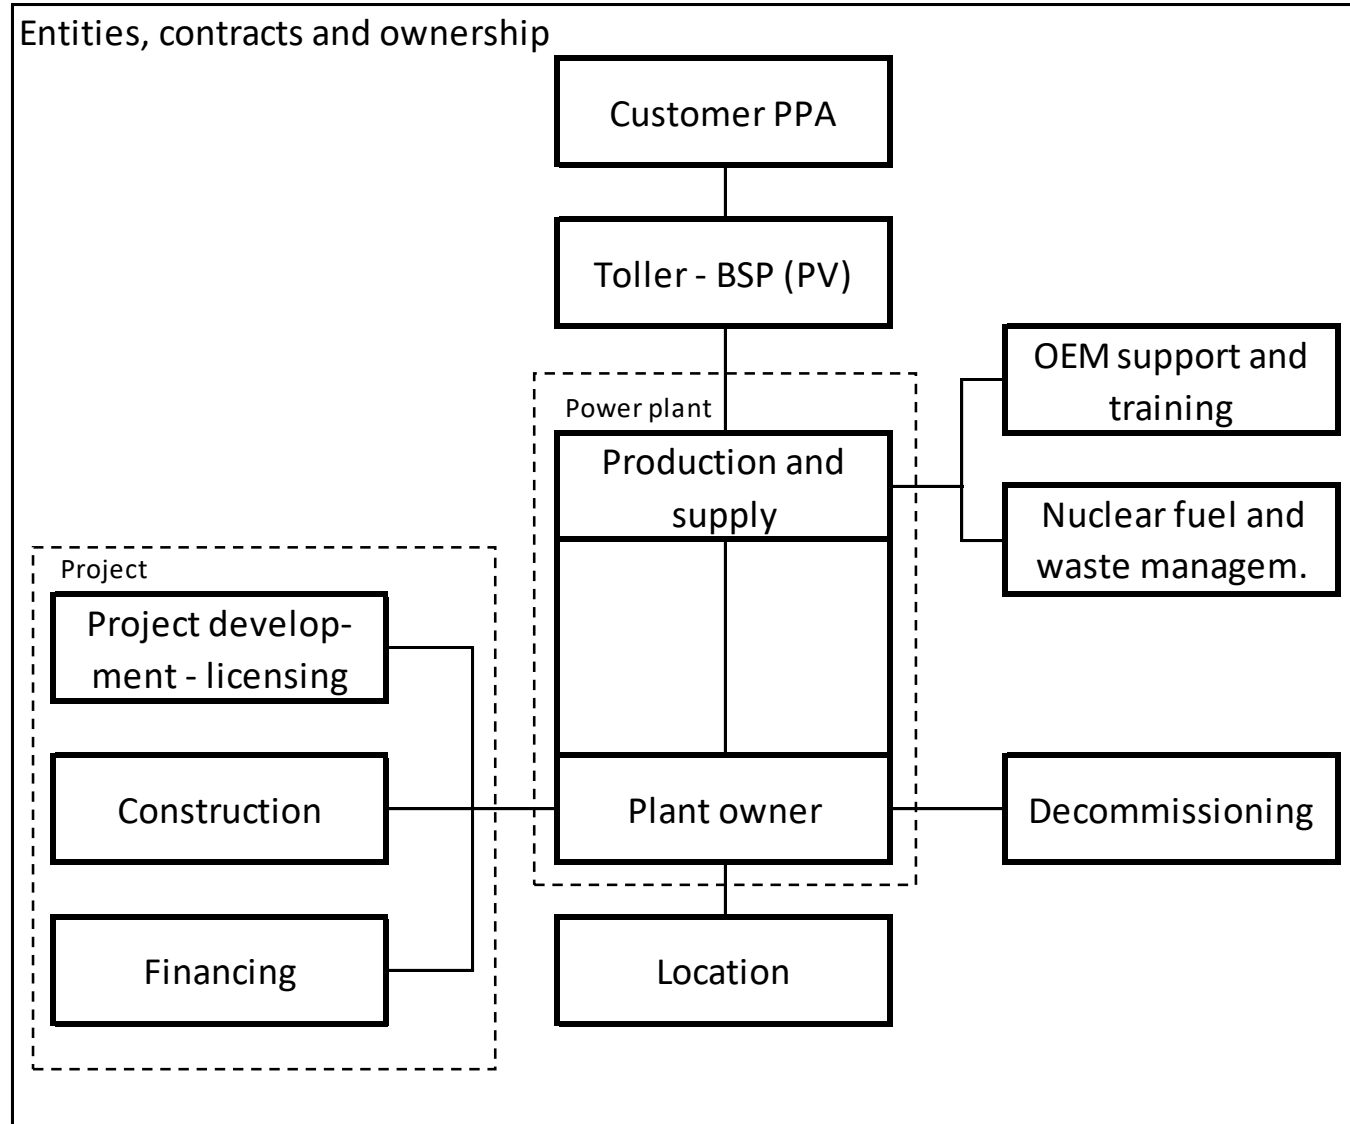 Entities, contracts and ownership
Customer PPA
Toller - BSP (PV)
OEM support and
training
Power plant
Production and
supply
Nuclear fuel and
waste managem.
Project
Project develop-
ment - licensing
Construction
Plant owner
Decommissioning
Financing
Location